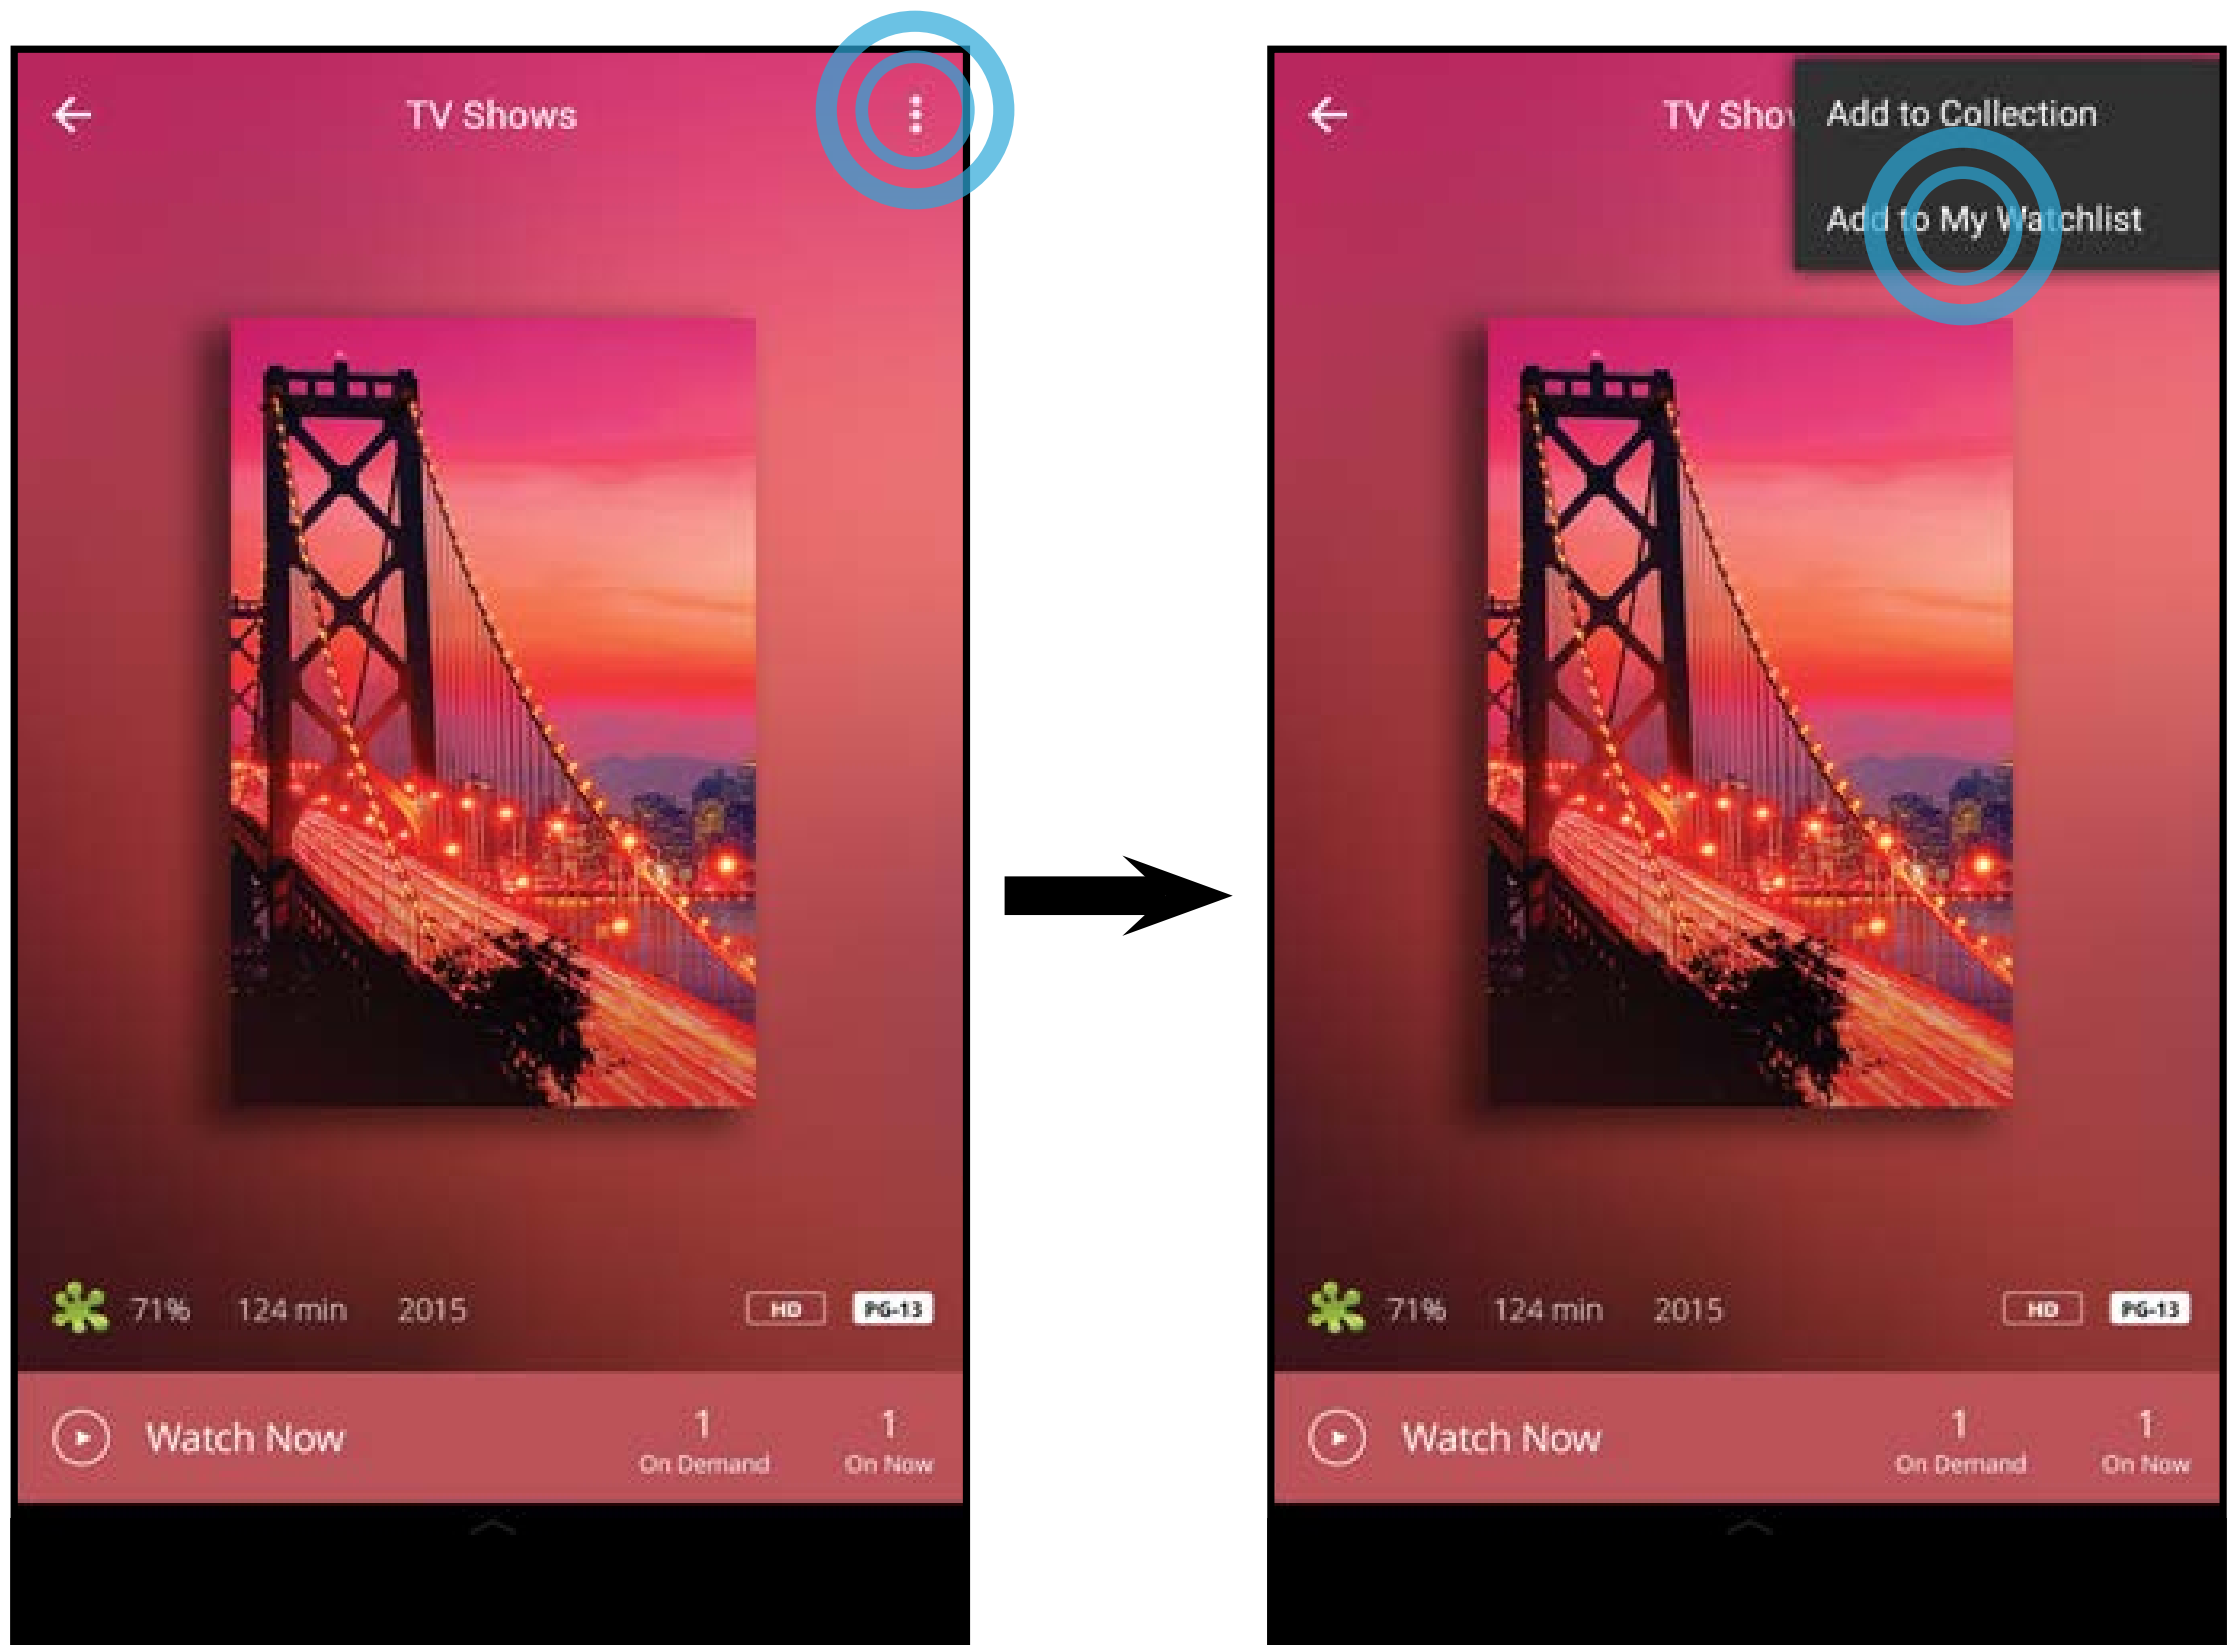 TV Shows
71% 124 min 2015 HD PG-13
Watch Now
1 1
On Demand On Now
TV Show
Add to Collection
Add to My Watchlist
71% 124 min 2015 HD PG-13
Watch Now
1 1
On Demand On Now